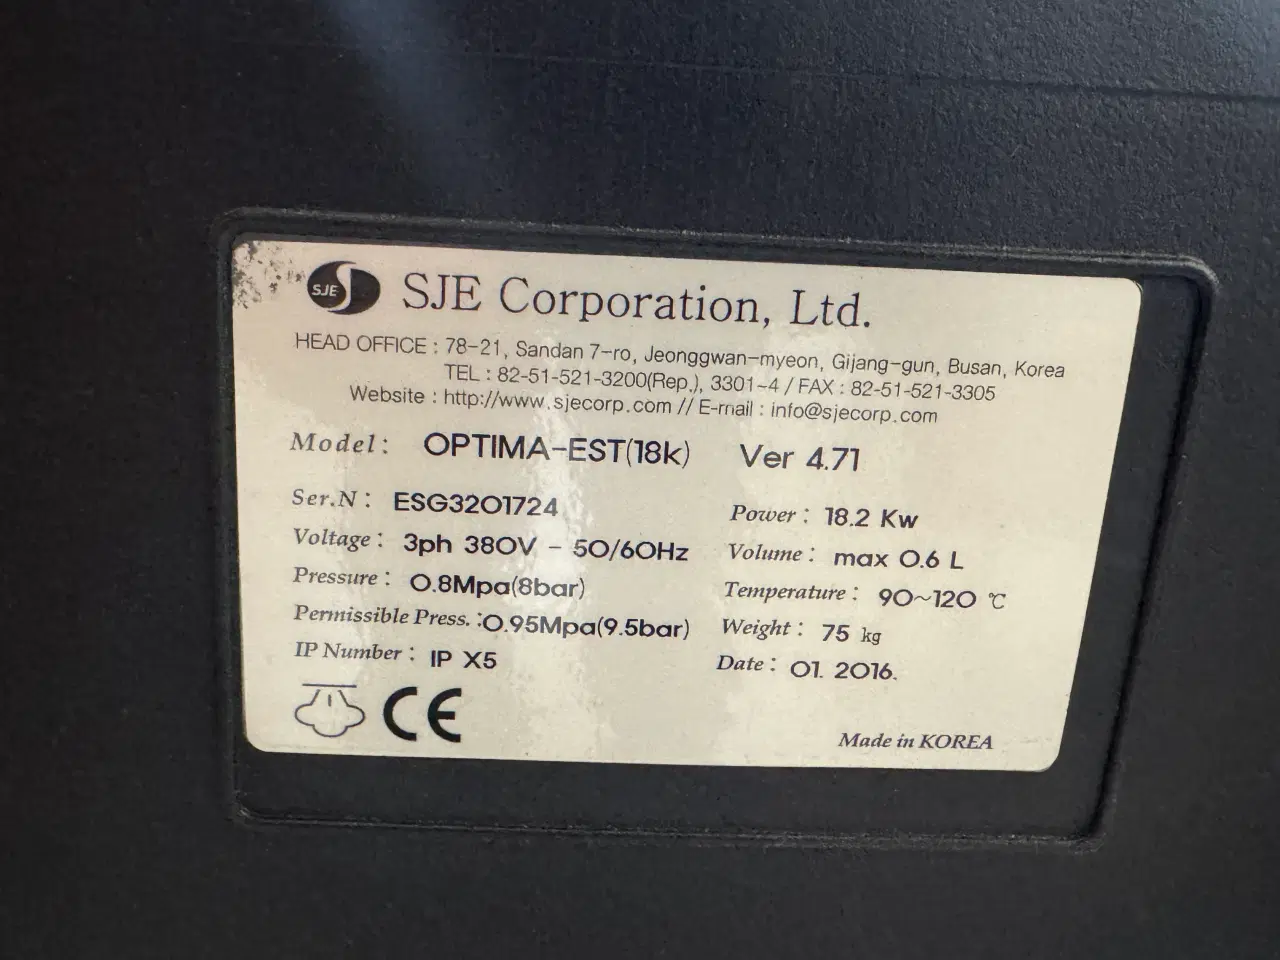 SJE SJE Corporation, Ltd.
HEAD OFFICE : 78-21, Sandan 7-ro, Jeonggwan-myeon, Gijang-gun, Busan, Korea
TEL : 82-51-521-3200(Rep.), 3301~4 / FAX : 82-51-521-3305
Website : http://www.sjecorp.com // E-mail : info@sjecorp.com
Model : OPTIMA-EST(18k) Ver 4.71
Ser.N : ESG3201724
Power : 18.2 Kw
Voltage : 3ph 380V - 50/60Hz
Volume : max 0.6 L
Pressure : 0.8Mpa(8bar)
Temperature : 90~120 ℃
Permissible Press. :0.95Mpa(9.5bar)
Weight : 75 kg
IP Number : IP X5
Date : 01. 2016.
CE
Made in KOREA